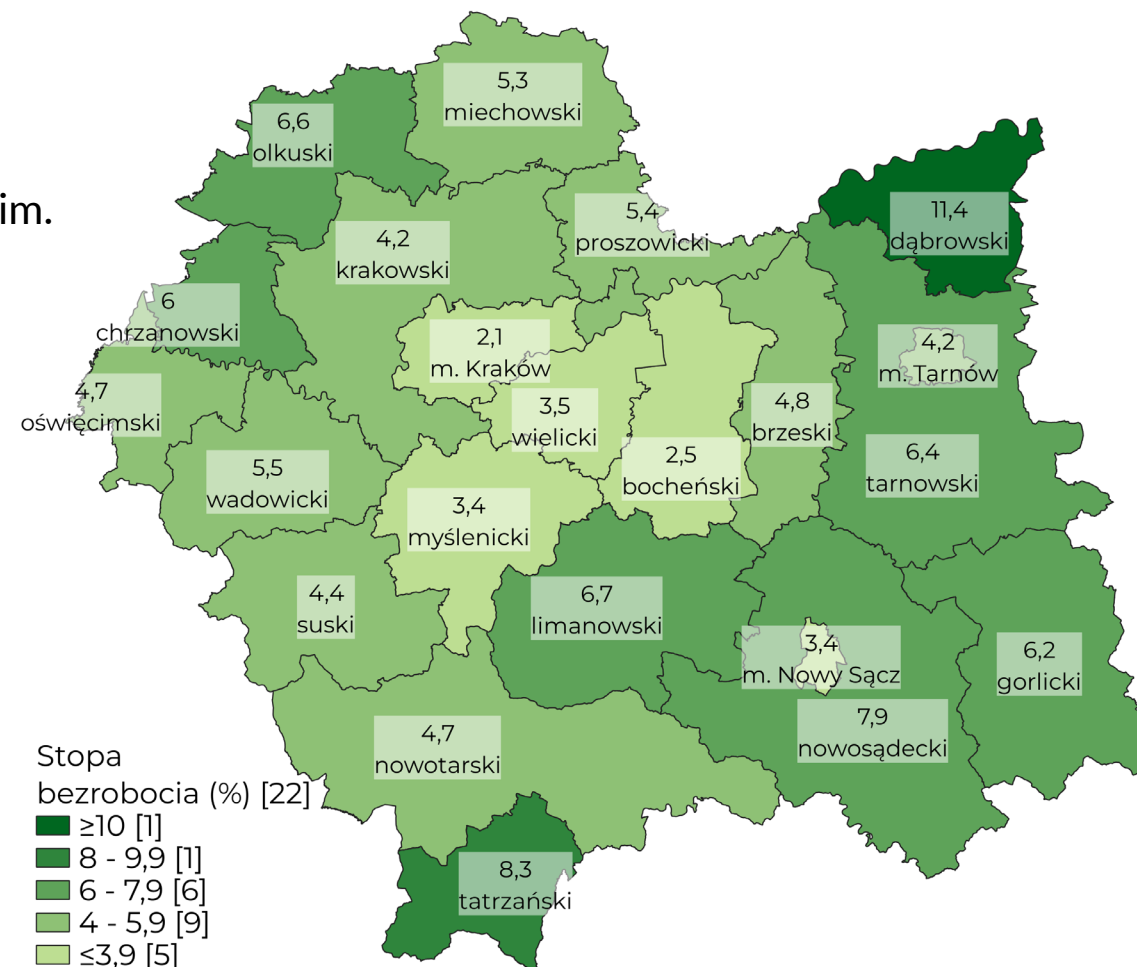 5,3
miechowski
6,6
olkuski
im.
11,4
dąbrowski
5,4
proszowicki
4,2
krakowski
6
chrzanowski
2,1
m. Kraków
4,2
m. Tarnów
4,7
oświęcimski
3,5
wielicki
4,8
brzeski
2,5
bocheński
6,4
tarnowski
5,5
wadowicki
3,4
myślenicki
4,4
suski
6,7
limanowski
3,4
m. Nowy Sącz
6,2
gorlicki
7,9
nowosądecki
4,7
nowotarski
8,3
tatrzański
Stopa
bezrobocia (%) [22]
≥10 [1]
8 - 9,9 [1]
6 - 7,9 [6]
4 - 5,9 [9]
≤3,9 [5]